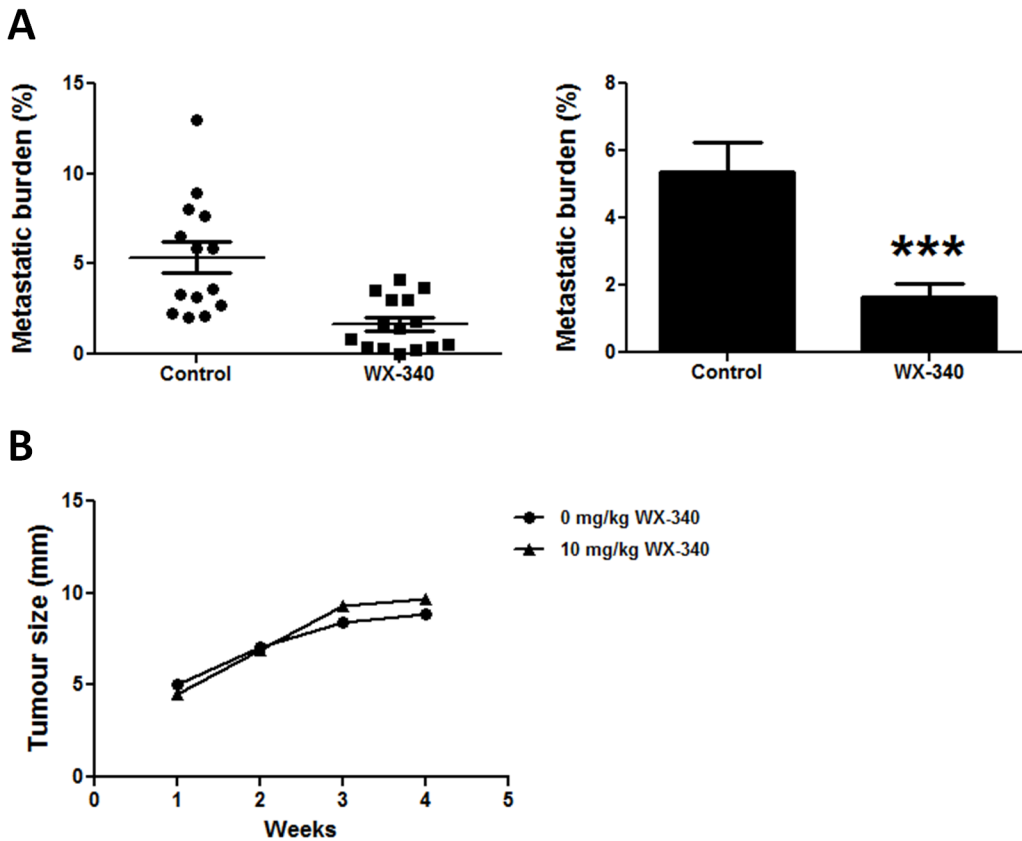 A
Metastatic burden (%)
15
10
5
0
Control
WX-340
Metastatic burden (%)
8
6
4
2
0
***
Control
WX-340
B
Tumour size (mm)
15
10
5
0
0 1 2 3 4 5
Weeks
0 mg/kg WX-340
10 mg/kg WX-340